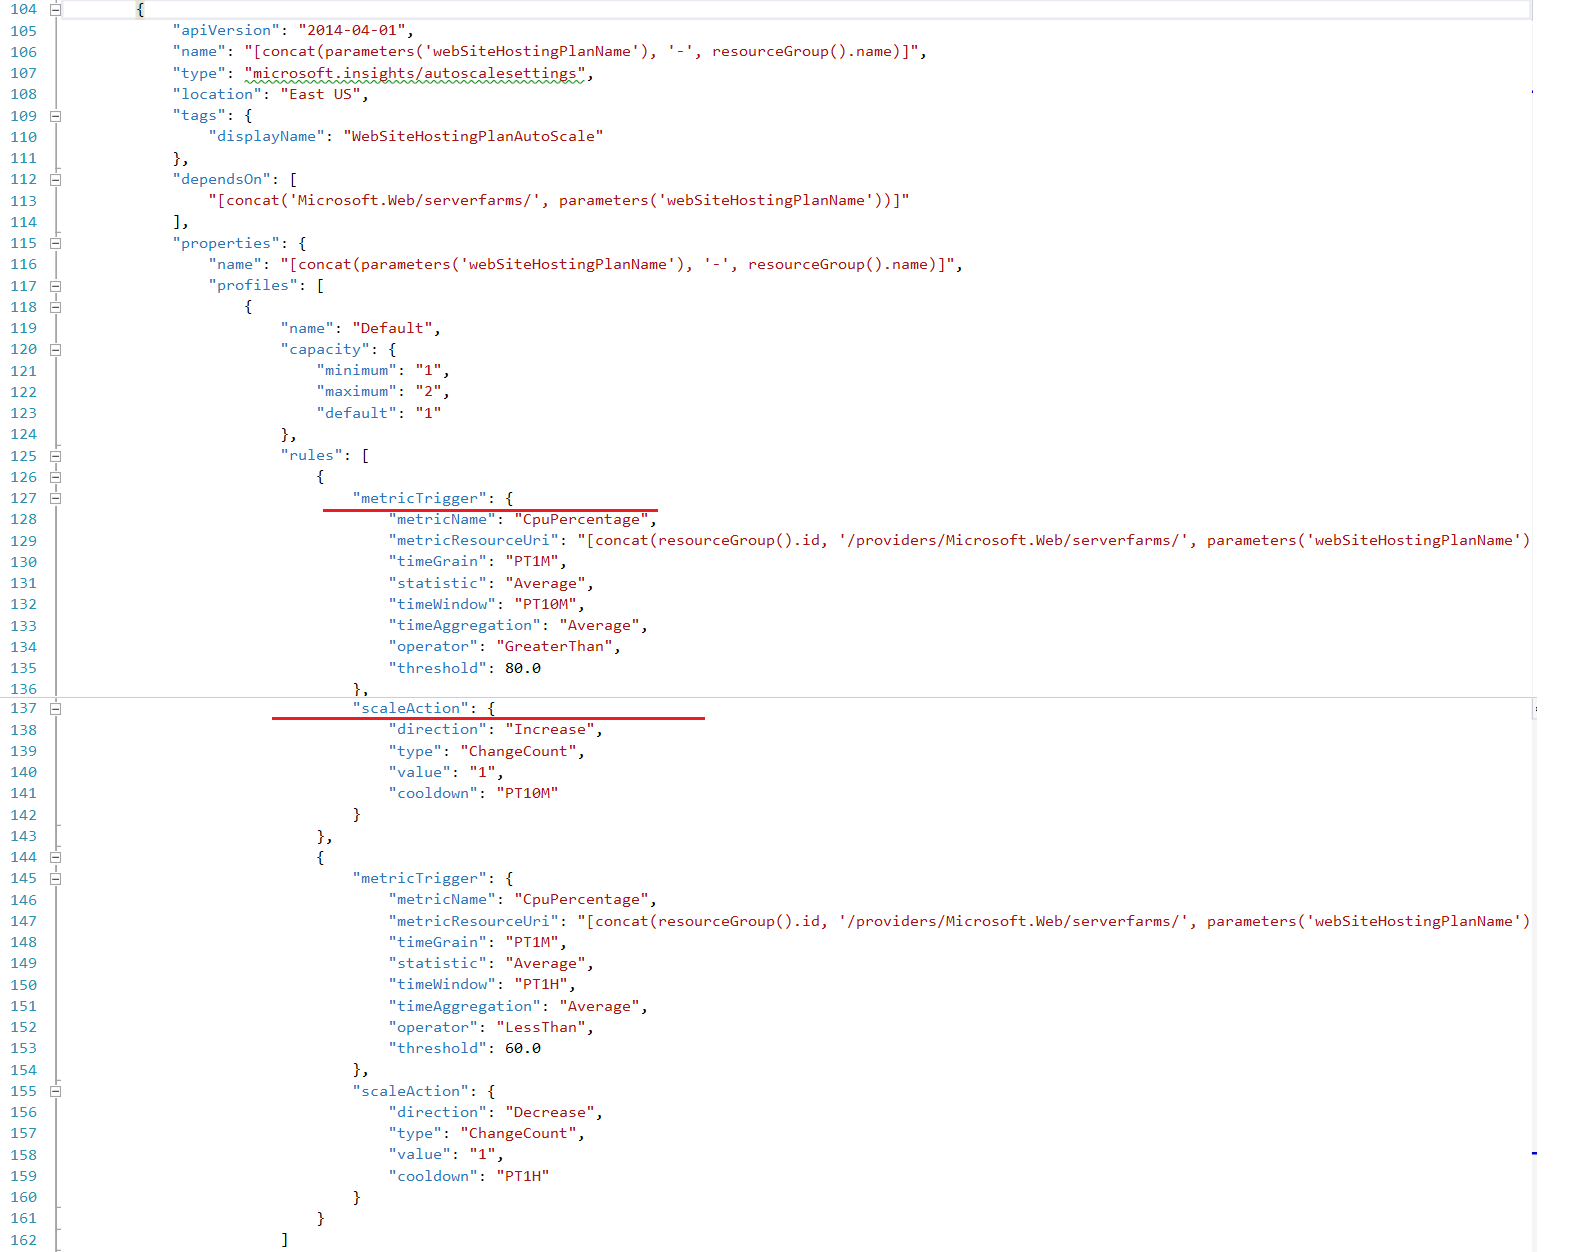 104 {
105 "apiVersion": "2014-04-01",
106 "name": "[concat(parameters('webSiteHostingPlanName'), '-', resourceGroup().name)]",
107 "type": "microsoft.insights/autoscalesettings",
108 "location": "East US",
109 "tags": {
110 "displayName": "WebSiteHostingPlanAutoScale"
111 },
112 "dependsOn": [
113 "[concat('Microsoft.Web/serverfarms/', parameters('webSiteHostingPlanName'))]"
114 ],
115 "properties": {
116 "name": "[concat(parameters('webSiteHostingPlanName'), '-', resourceGroup().name)]",
117 "profiles": [
118 {
119 "name": "Default",
120 "capacity": {
121 "minimum": "1",
122 "maximum": "2",
123 "default": "1"
124 },
125 "rules": [
126 {
127 "metricTrigger": {
128 "metricName": "CpuPercentage",
129 "metricResourceUri": "[concat(resourceGroup().id, '/providers/Microsoft.Web/serverfarms/', parameters('webSiteHostingPlanName')
130 "timeGrain": "PT1M",
131 "statistic": "Average",
132 "timeWindow": "PT10M",
133 "timeAggregation": "Average",
134 "operator": "GreaterThan",
135 "threshold": 80.0
136 },
137 "scaleAction": {
138 "direction": "Increase",
139 "type": "ChangeCount",
140 "value": "1",
141 "cooldown": "PT10M"
142 }
143 },
144 {
145 "metricTrigger": {
146 "metricName": "CpuPercentage",
147 "metricResourceUri": "[concat(resourceGroup().id, '/providers/Microsoft.Web/serverfarms/', parameters('webSiteHostingPlanName')
148 "timeGrain": "PT1M",
149 "statistic": "Average",
150 "timeWindow": "PT1H",
151 "timeAggregation": "Average",
152 "operator": "LessThan",
153 "threshold": 60.0
154 },
155 "scaleAction": {
156 "direction": "Decrease",
157 "type": "ChangeCount",
158 "value": "1",
159 "cooldown": "PT1H"
160 }
161 }
162 ]